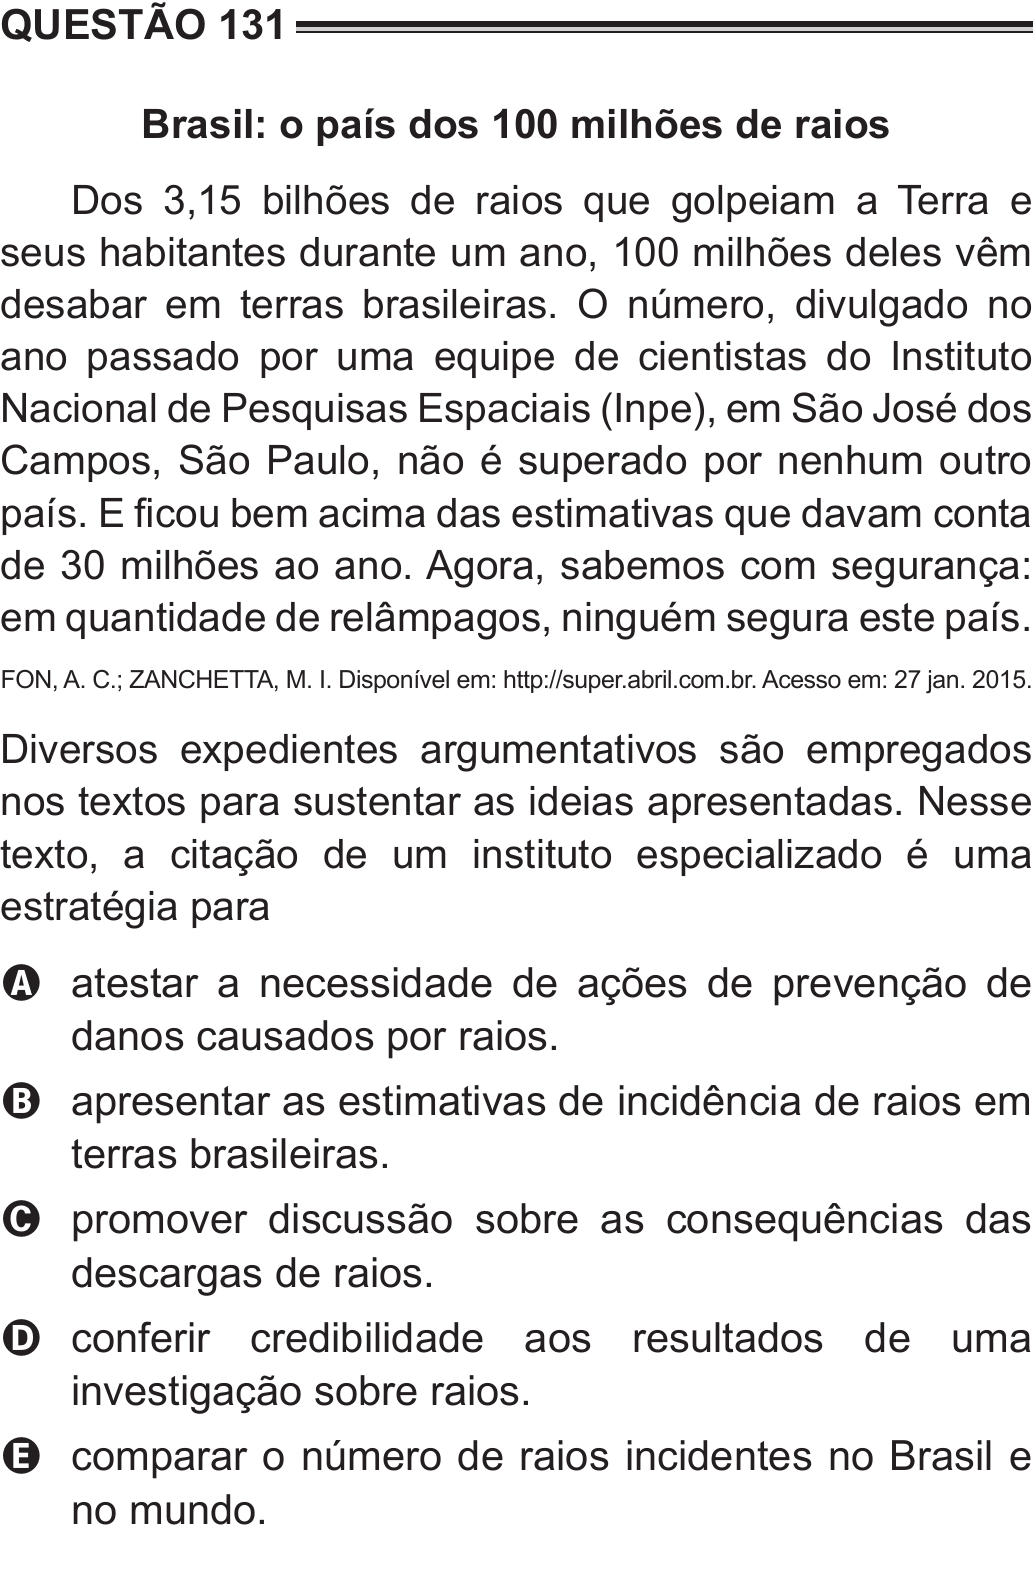 QUESTÃO 131
Brasil: o país dos 100 milhões de raios
Dos 3,15 bilhões de raios que golpeiam a Terra e
seus habitantes durante um ano, 100 milhões deles vêm
desabar em terras brasileiras. O número, divulgado no
ano passado por uma equipe de cientistas do Instituto
Nacional de Pesquisas Espaciais (Inpe), em São José dos
Campos, São Paulo, não é superado por nenhum outro
país. E ficou bem acima das estimativas que davam conta
de 30 milhões ao ano. Agora, sabemos com segurança:
em quantidade de relâmpagos, ninguém segura este país.
FON, A. C.; ZANCHETTA, M. I. Disponível em: http://super.abril.com.br. Acesso em: 27 jan. 2015.
Diversos expedientes argumentativos são empregados
nos textos para sustentar as ideias apresentadas. Nesse
texto, a citação de um instituto especializado é uma
estratégia para
A atestar a necessidade de ações de prevenção de
danos causados por raios.
B apresentar as estimativas de incidência de raios em
terras brasileiras.
C promover discussão sobre as consequências das
descargas de raios.
D conferir credibilidade aos resultados de uma
investigação sobre raios.
E comparar o número de raios incidentes no Brasil e
no mundo.